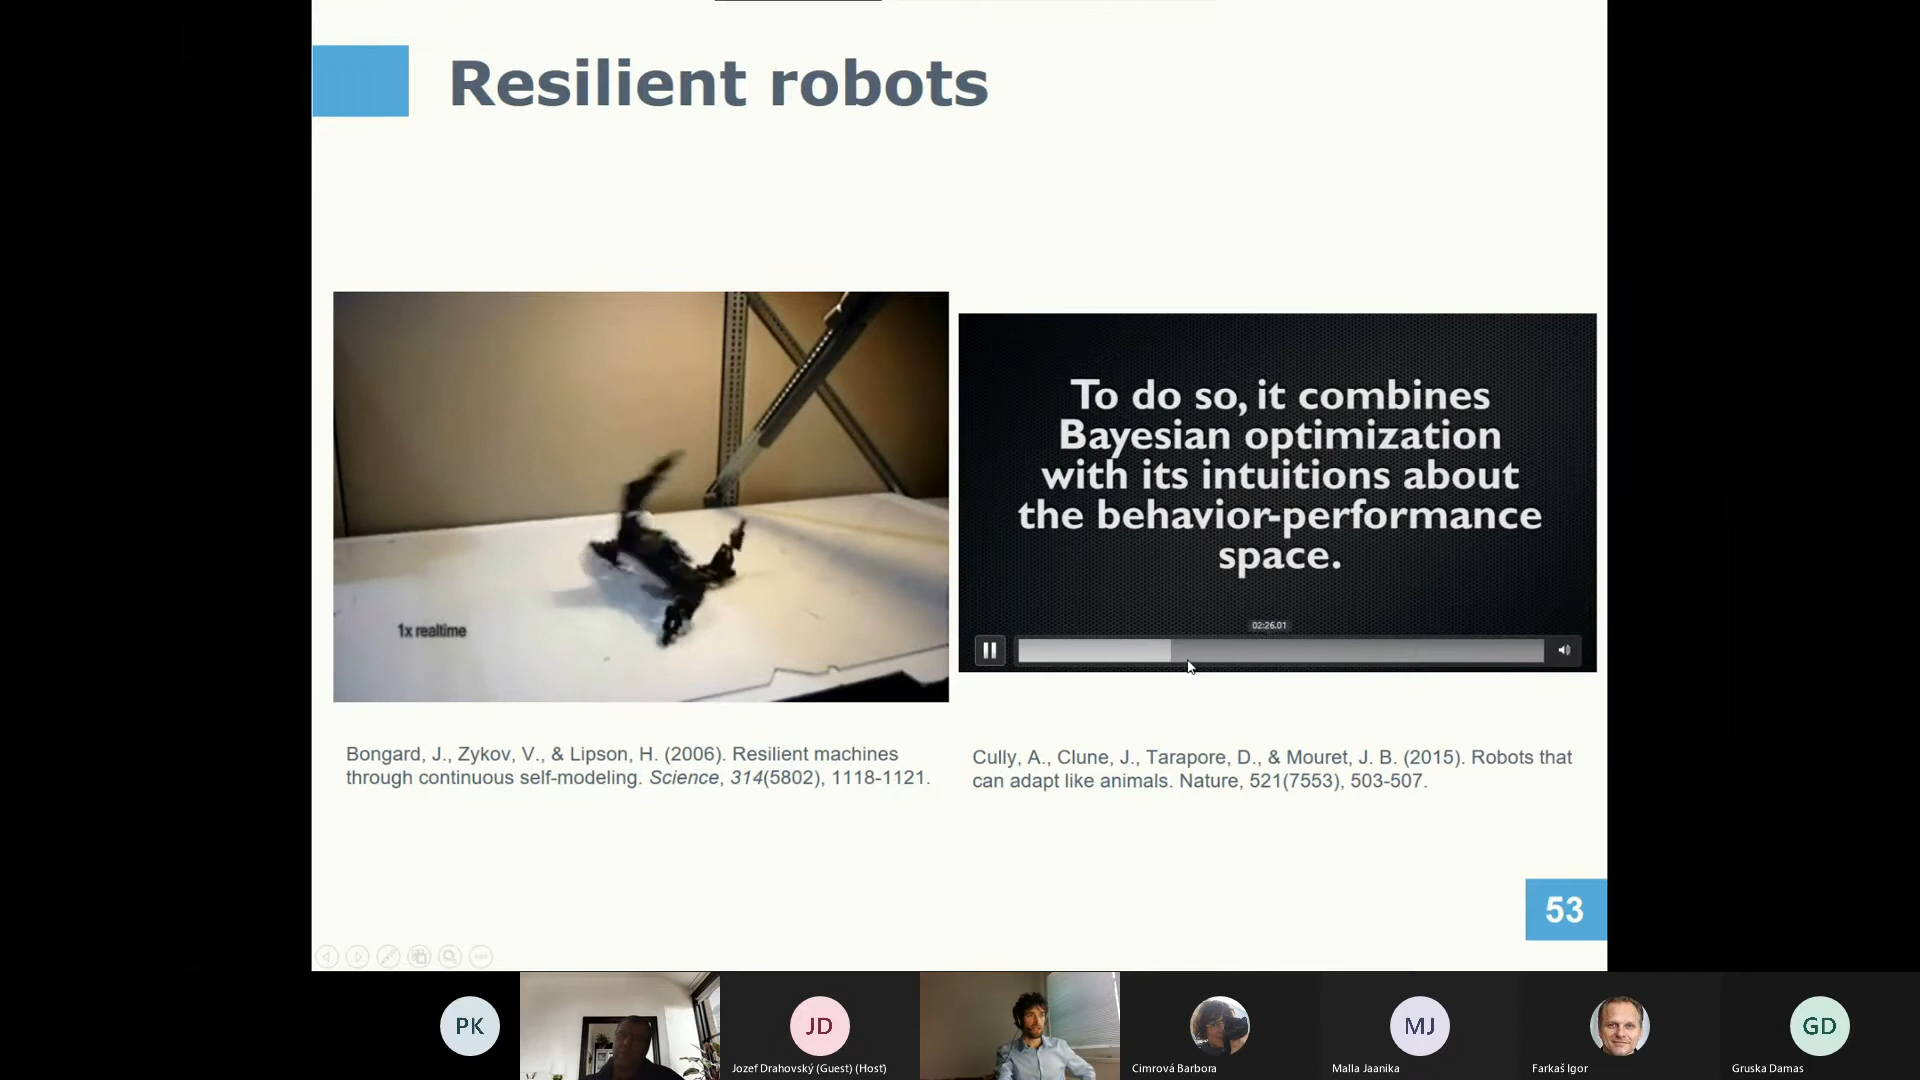 Resilient robots
1x realtime
To do so, it combines
Bayesian optimization
with its intuitions about
the behavior-performance
space.
02:26.01
Bongard, J., Zykov, V., & Lipson, H. (2006). Resilient machines
through continuous self-modeling. Science, 314(5802), 1118-1121.
Cully, A., Clune, J., Tarapore, D., & Mouret, J. B. (2015). Robots that
can adapt like animals. Nature, 521(7553), 503-507.
53
PK
JD
MJ
GD
Jozef Drahovský (Guest) (Host)
Cimrová Barbora
Malla Jaanika
Farkaš Igor
Gruska Damas